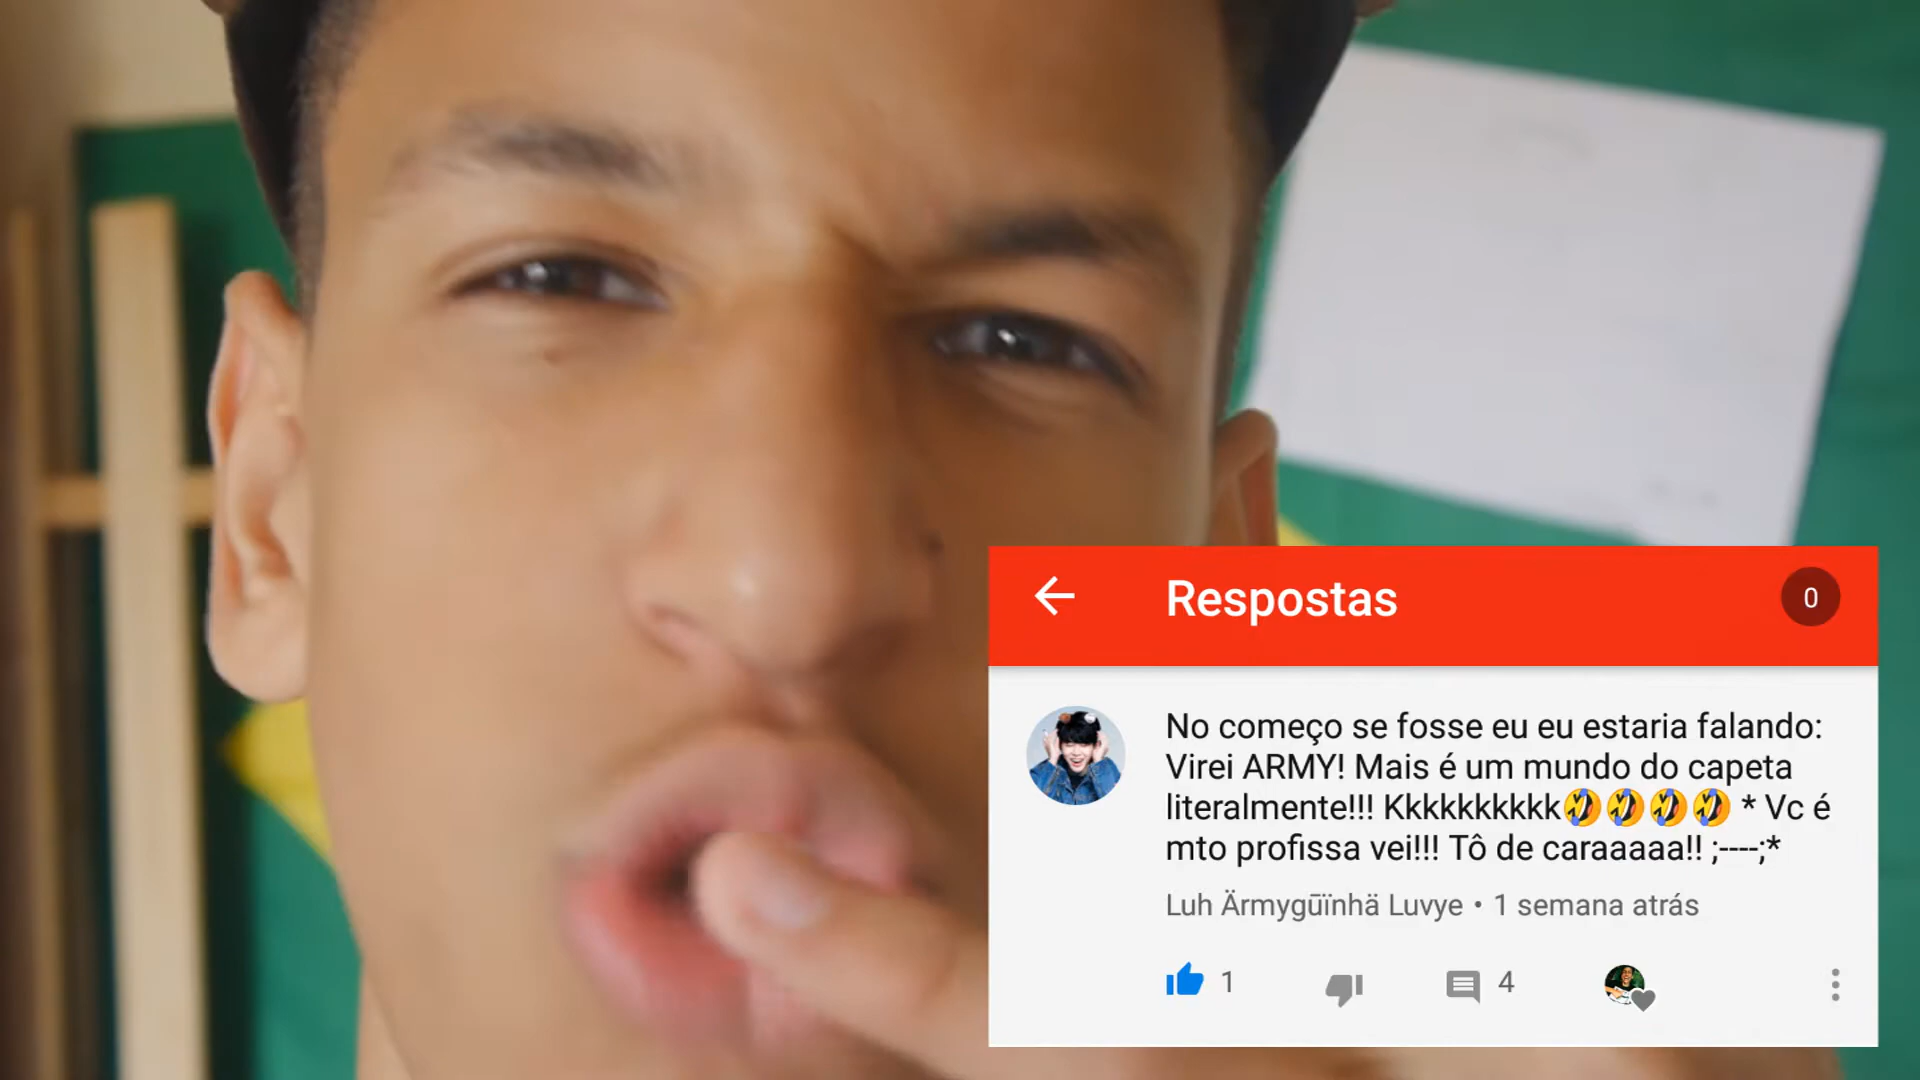 Respostas
0
No começo se fosse eu eu estaria falando:
Virei ARMY! Mais é um mundo do capeta
literalmente!!! Kkkkkkkkkk🤣🤣🤣🤣 * Vc é
mto profissa vei!!! Tô de caraaaaa!! ;----;*
Luh Ärmygūïnhä Luvye • 1 semana atrás
1
4